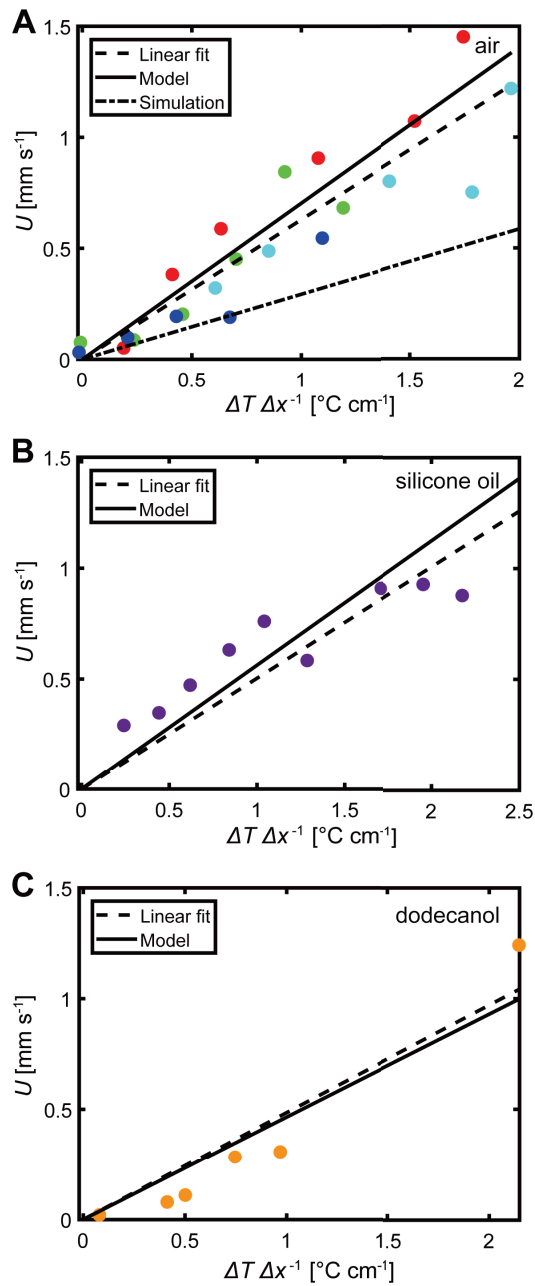 A
Linear fit
Model
Simulation
air
1.5
1
0.5
0
U [mm s⁻¹]
0
0.5
1
1.5
2
ΔT Δx⁻¹ [°C cm⁻¹]
B
Linear fit
Model
silicone oil
1.5
1
0.5
0
U [mm s⁻¹]
0
0.5
1
1.5
2
2.5
ΔT Δx⁻¹ [°C cm⁻¹]
C
Linear fit
Model
dodecanol
1.5
1
0.5
0
U [mm s⁻¹]
0
0.5
1
1.5
2
ΔT Δx⁻¹ [°C cm⁻¹]